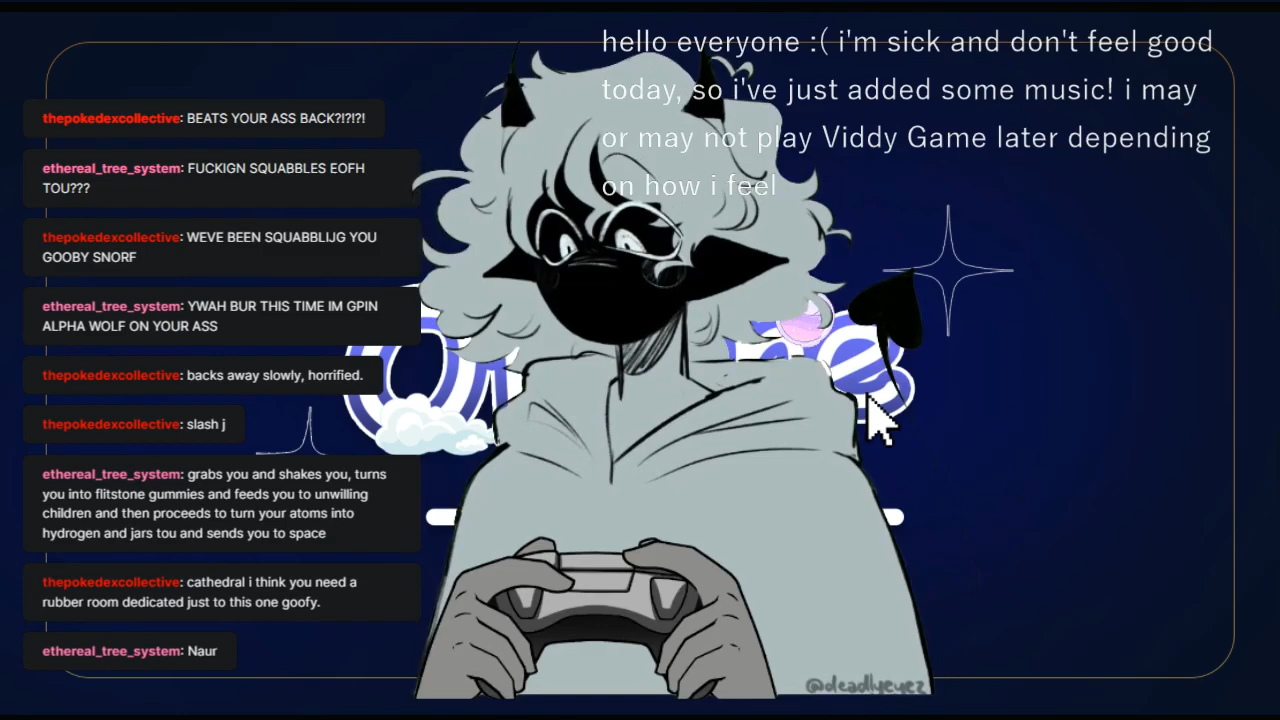 hello everyone :( i'm sick and don't feel good
today, so i've just added some music! i may
or may not play Viddy Game later depending
on how i feel
thepokedexcollective: BEATS YOUR ASS BACK?!?!?!
ethereal_tree_system: FUCKIGN SQUABBLES EOFH
TOU???
thepokedexcollective: WEVE BEEN SQUABBLIJG YOU
GOOBY SNORF
ethereal_tree_system: YWAH BUR THIS TIME IM GPIN
ALPHA WOLF ON YOUR ASS
thepokedexcollective: backs away slowly, horrified.
thepokedexcollective: slash j
ethereal_tree_system: grabs you and shakes you, turns
you into flitstone gummies and feeds you to unwilling
children and then proceeds to turn your atoms into
hydrogen and jars tou and sends you to space
thepokedexcollective: cathedral i think you need a
rubber room dedicated just to this one goofy.
ethereal_tree_system: Naur
@deadlyeyez